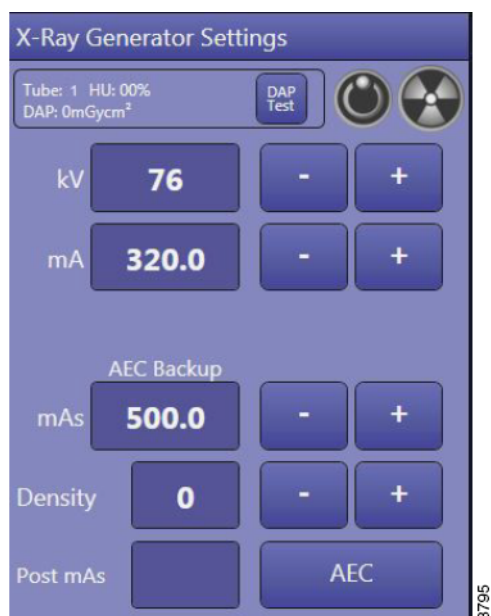 X-Ray Generator Settings
Tube: 1 HU: 00%
DAP: 0mGycm²
DAP
Test
kV 76 - +
mA 320.0 - +
AEC Backup
mAs 500.0 - +
Density 0 - +
Post mAs AEC